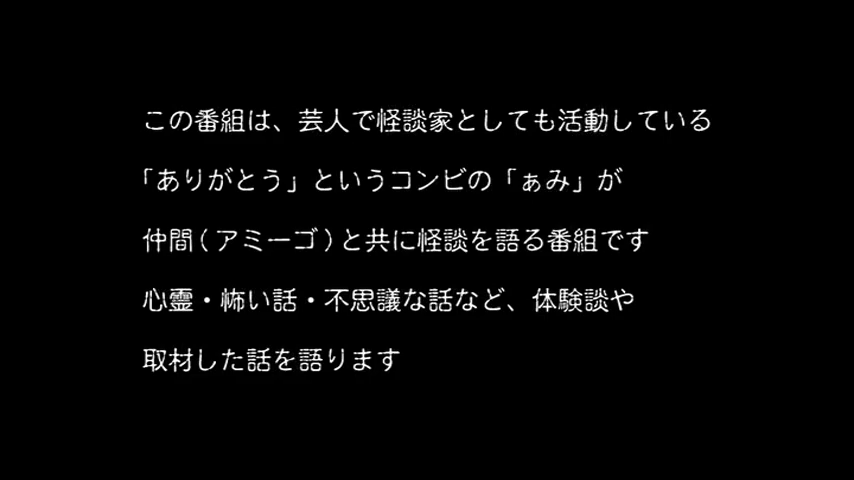 この番組は、芸人で怪談家としても活動している
「ありがとう」というコンビの「ぁみ」が
仲間(アミーゴ)と共に怪談を語る番組です
心霊・怖い話・不思議な話など、体験談や
取材した話を語ります